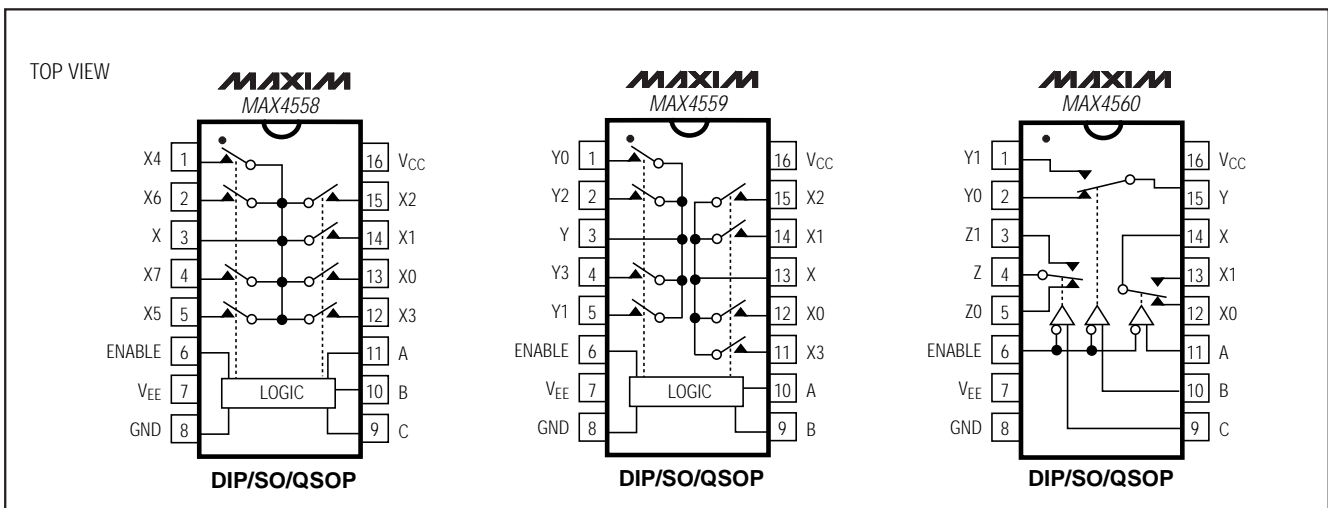 TOP VIEW
MAXIM
MAX4558
X4 1
X6 2
X 3
X7 4
X5 5
ENABLE 6
VEE 7
GND 8
16 VCC
15 X2
14 X1
13 X0
12 X3
11 A
10 B
9 C
LOGIC
DIP/SO/QSOP
MAXIM
MAX4559
Y0 1
Y2 2
Y 3
Y3 4
Y1 5
ENABLE 6
VEE 7
GND 8
16 VCC
15 X2
14 X1
13 X
12 X0
11 X3
10 A
9 B
LOGIC
DIP/SO/QSOP
MAXIM
MAX4560
Y1 1
Y0 2
Z1 3
Z 4
Z0 5
ENABLE 6
VEE 7
GND 8
16 VCC
15 Y
14 X
13 X1
12 X0
11 A
10 B
9 C
DIP/SO/QSOP